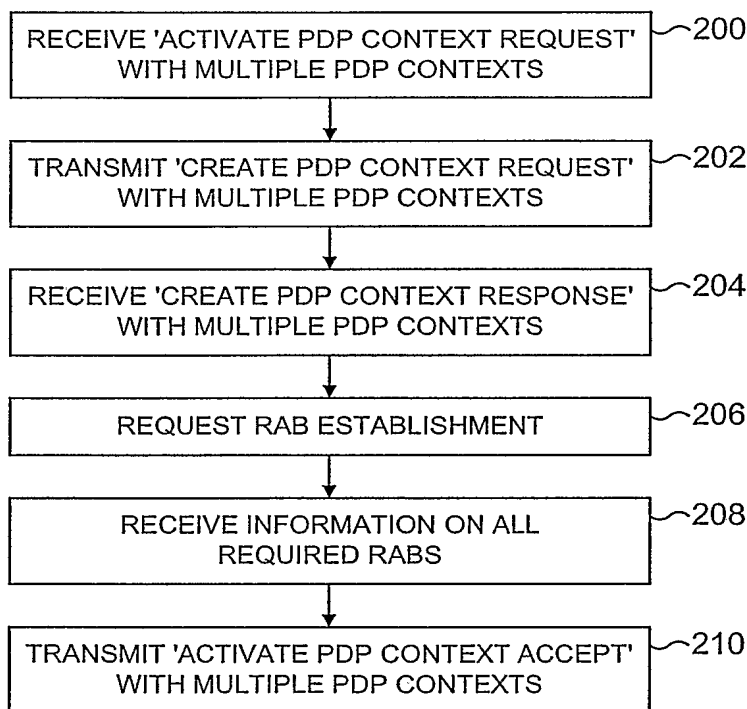 RECEIVE 'ACTIVATE PDP CONTEXT REQUEST'
WITH MULTIPLE PDP CONTEXTS
200
TRANSMIT 'CREATE PDP CONTEXT REQUEST'
WITH MULTIPLE PDP CONTEXTS
202
RECEIVE 'CREATE PDP CONTEXT RESPONSE'
WITH MULTIPLE PDP CONTEXTS
204
REQUEST RAB ESTABLISHMENT
206
RECEIVE INFORMATION ON ALL
REQUIRED RABS
208
TRANSMIT 'ACTIVATE PDP CONTEXT ACCEPT'
WITH MULTIPLE PDP CONTEXTS
210